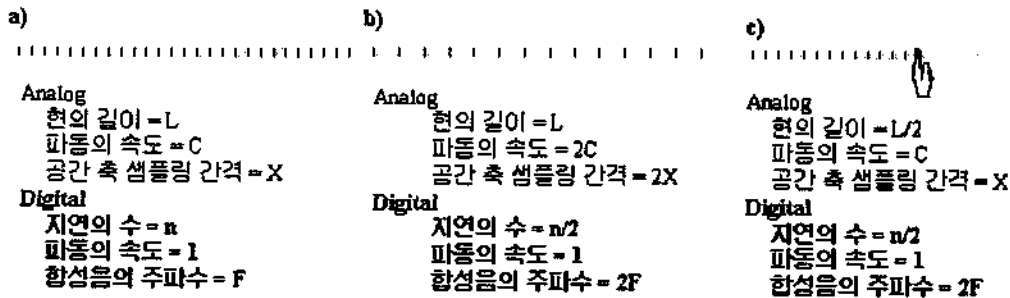 a)
Analog
현의 길이 = L
파동의 속도 = C
공간 축 샘플링 간격 = X
Digital
지연의 수 = n
파동의 속도 = 1
합성음의 주파수 = F
b)
Analog
현의 길이 = L
파동의 속도 = 2C
공간 축 샘플링 간격 = 2X
Digital
지연의 수 = n/2
파동의 속도 = 1
합성음의 주파수 = 2F
c)
Analog
현의 길이 = L/2
파동의 속도 = C
공간 축 샘플링 간격 = X
Digital
지연의 수 = n/2
파동의 속도 = 1
합성음의 주파수 = 2F